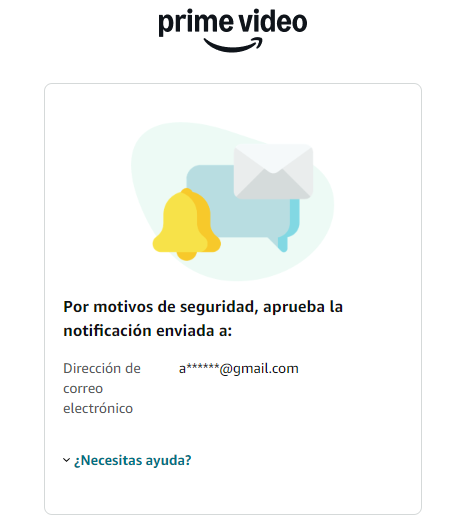 prime video
Por motivos de seguridad, aprueba la
notificación enviada a:
Dirección de
correo
electrónico
a******@gmail.com
¿Necesitas ayuda?